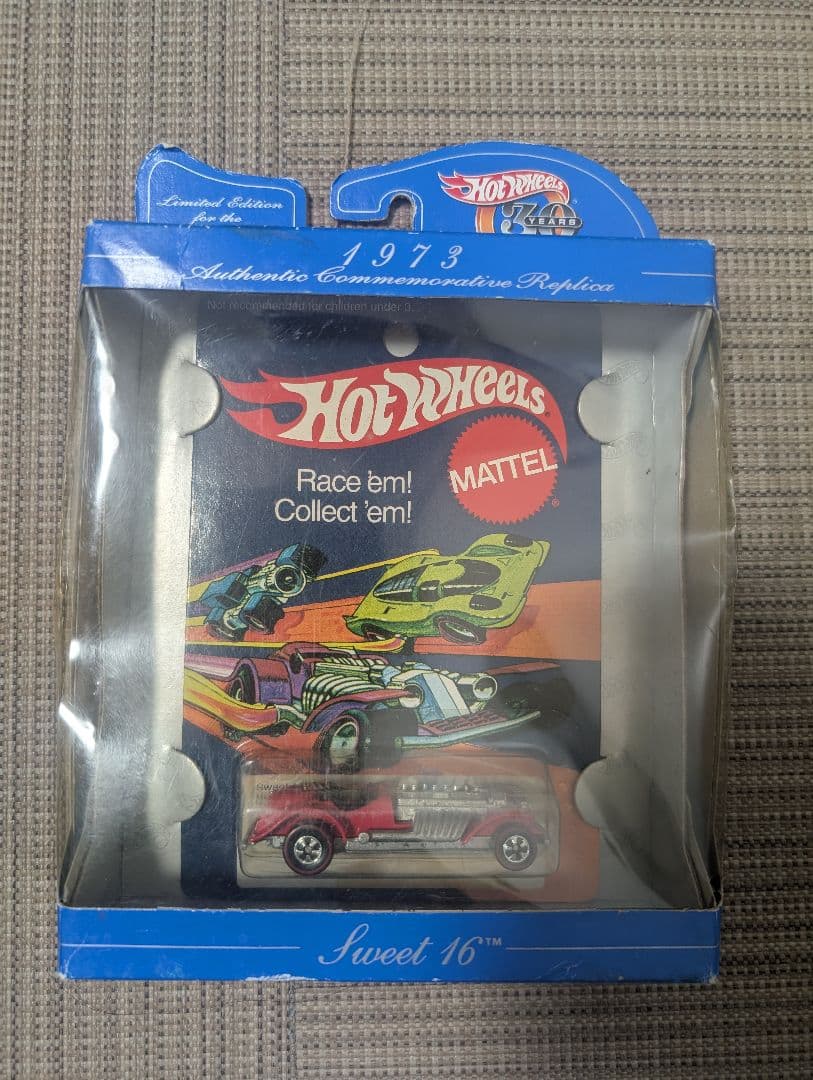 Limited Edition
for the
HOT WHEELS
30
YEARS
1973
Authentic Commemorative Replica
Not recommended for children under 3.
HOT WHEELS®
MATTEL®
Race 'em!
Collect 'em!
Sweet 16™